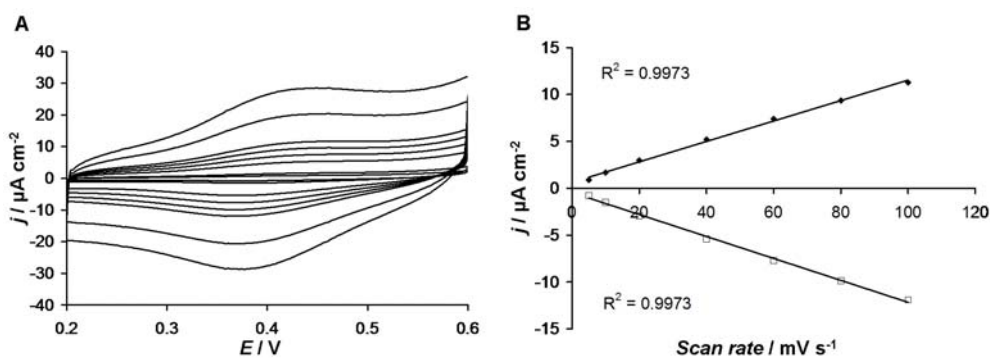 A
40
30
20
10
0
-10
-20
-30
-40
j / µA cm⁻²
0.2 0.3 0.4 0.5 0.6
E / V
B
15
10
5
0
-5
-10
-15
j / µA cm⁻²
R² = 0.9973
0 20 40 60 80 100 120
R² = 0.9973
Scan rate / mV s⁻¹